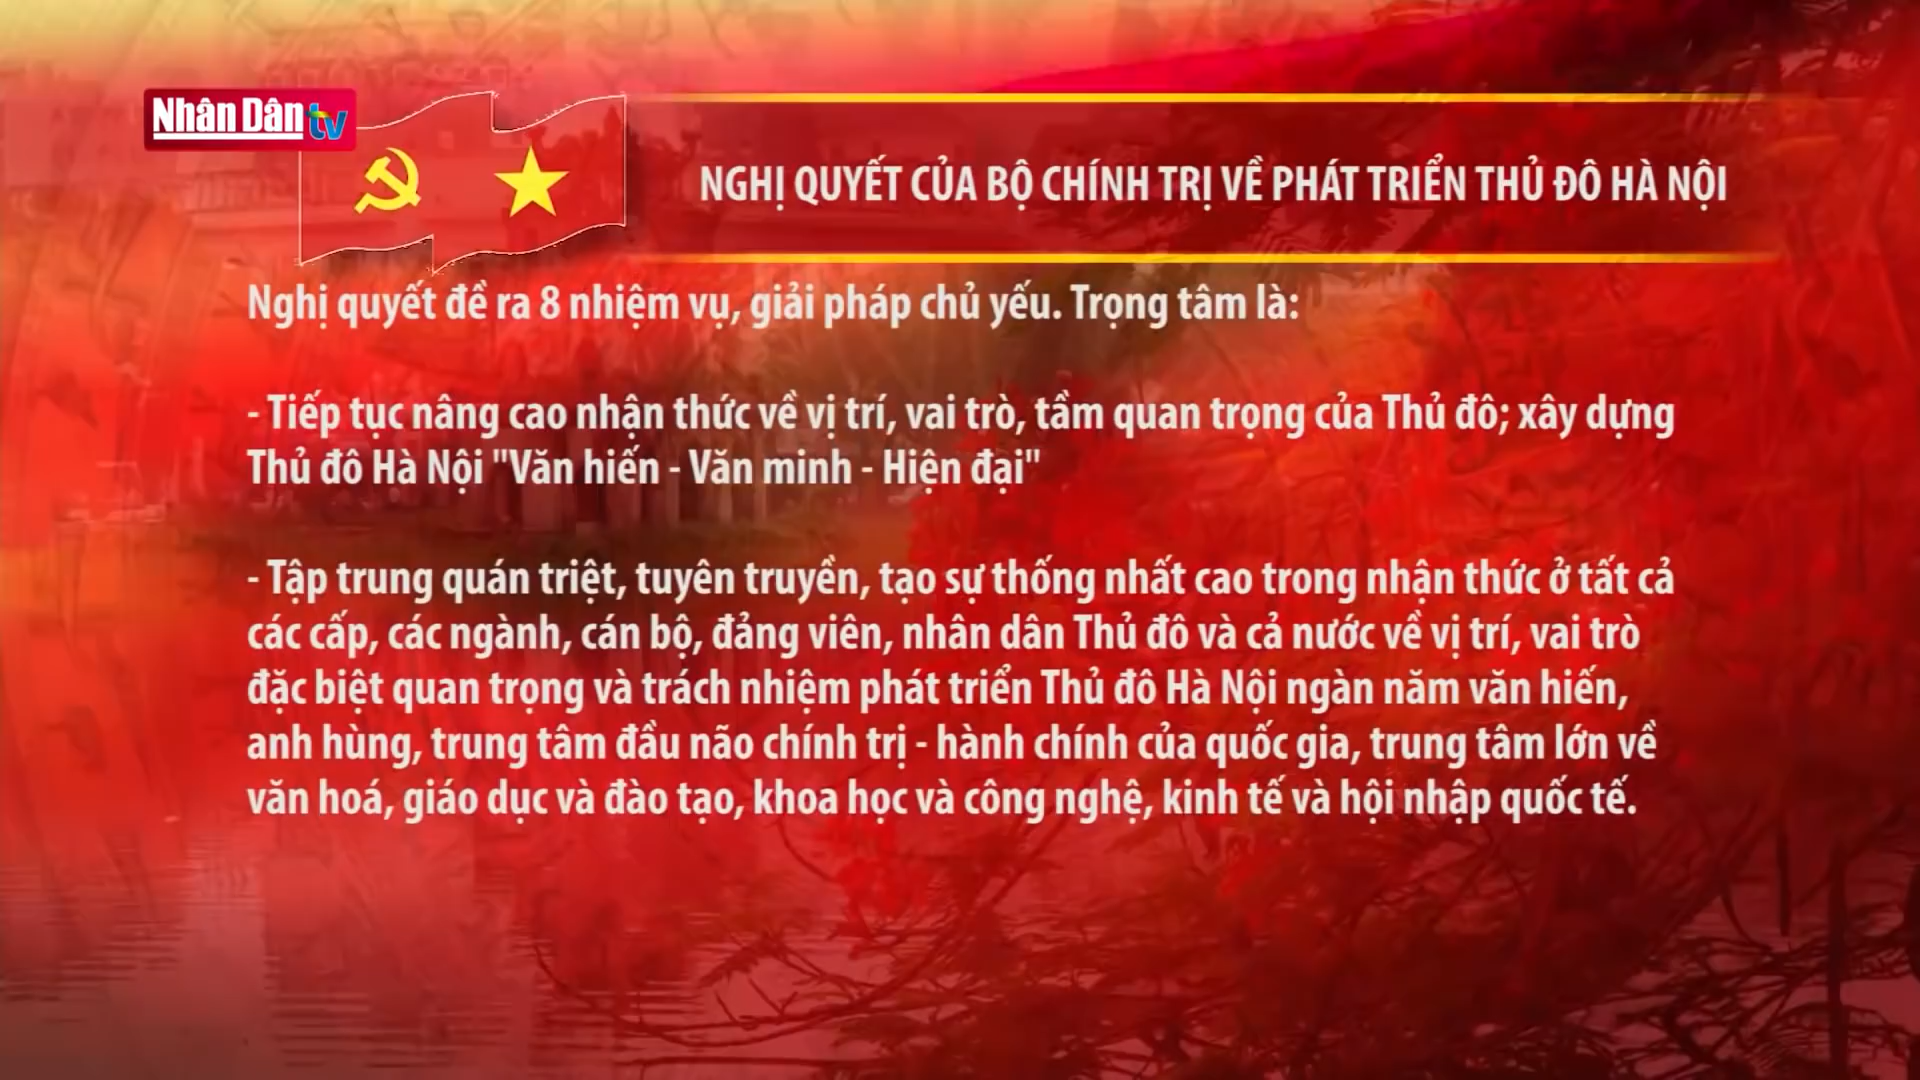 Nhân Dân tv
NGHỊ QUYẾT CỦA BỘ CHÍNH TRỊ VỀ PHÁT TRIỂN THỦ ĐÔ HÀ NỘI
Nghị quyết đề ra 8 nhiệm vụ, giải pháp chủ yếu. Trọng tâm là:
- Tiếp tục nâng cao nhận thức về vị trí, vai trò, tầm quan trọng của Thủ đô; xây dựng
Thủ đô Hà Nội "Văn hiến - Văn minh - Hiện đại"
- Tập trung quán triệt, tuyên truyền, tạo sự thống nhất cao trong nhận thức ở tất cả
các cấp, các ngành, cán bộ, đảng viên, nhân dân Thủ đô và cả nước về vị trí, vai trò
đặc biệt quan trọng và trách nhiệm phát triển Thủ đô Hà Nội ngàn năm văn hiến,
anh hùng, trung tâm đầu não chính trị - hành chính của quốc gia, trung tâm lớn về
văn hoá, giáo dục và đào tạo, khoa học và công nghệ, kinh tế và hội nhập quốc tế.